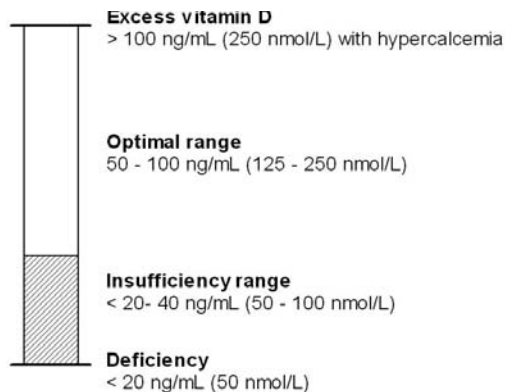 Excess vitamin D
> 100 ng/mL (250 nmol/L) with hypercalcemia
Optimal range
50 - 100 ng/mL (125 - 250 nmol/L)
Insufficiency range
< 20- 40 ng/mL (50 - 100 nmol/L)
Deficiency
< 20 ng/mL (50 nmol/L)